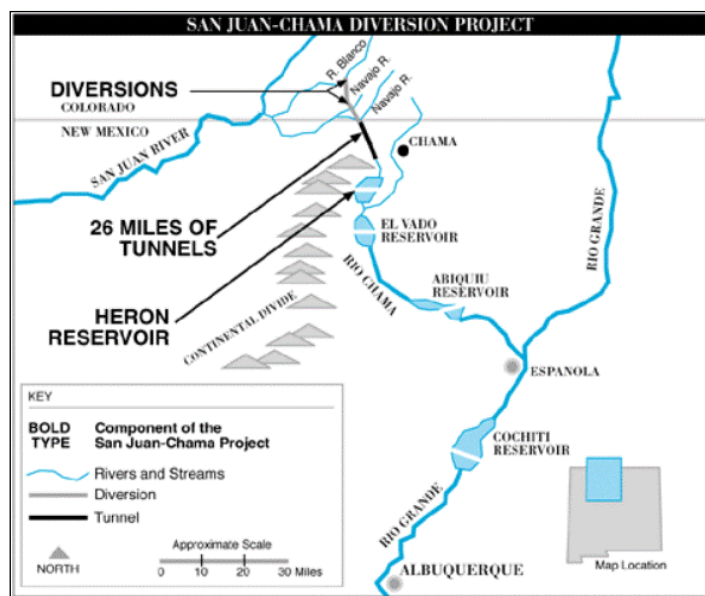 SAN JUAN-CHAMA DIVERSION PROJECT
DIVERSIONS
COLORADO
NEW MEXICO
R. Blanco
Navajo R.
Navajo R.
SAN JUAN RIVER
CHAMA
26 MILES OF
TUNNELS
EL VADO
RESERVOIR
RIO GRANDE
HERON
RESERVOIR
RIO CHAMA
ABIQUIU
RESERVOIR
CONTINENTAL DIVIDE
ESPANOLA
KEY
BOLD
TYPE
Component of the
San Juan-Chama Project
Rivers and Streams
Diversion
Tunnel
NORTH
Approximate Scale
0 10 20 30 Miles
COCHITI
RESERVOIR
RIO GRANDE
ALBUQUERQUE
Map Location